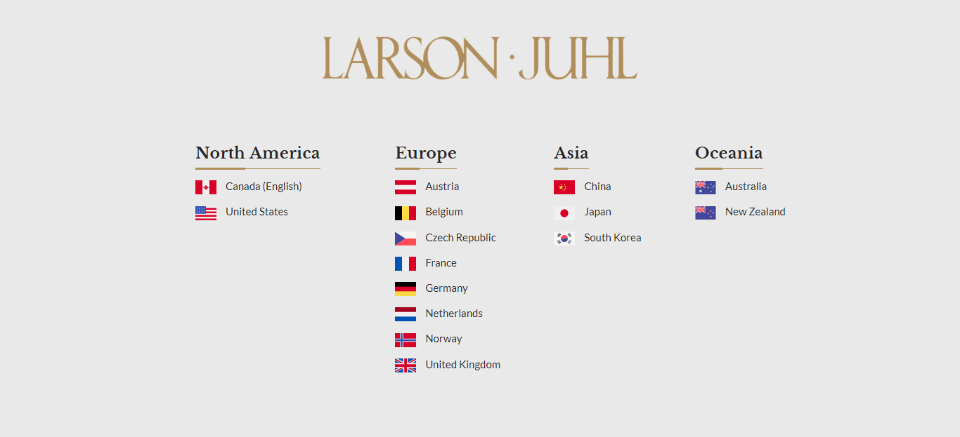 LARSON · JUHL
North America
Canada (English)
United States
Europe
Austria
Belgium
Czech Republic
France
Germany
Netherlands
Norway
United Kingdom
Asia
China
Japan
South Korea
Oceania
Australia
New Zealand